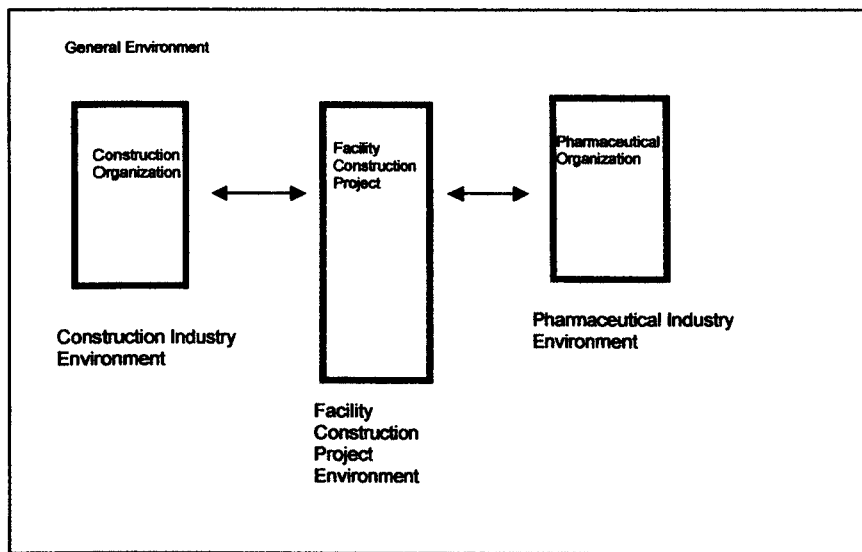 General Environment
Construction
Organization
Facility
Construction
Project
Pharmaceutical
Organization
Construction Industry
Environment
Facility
Construction
Project
Environment
Pharmaceutical Industry
Environment